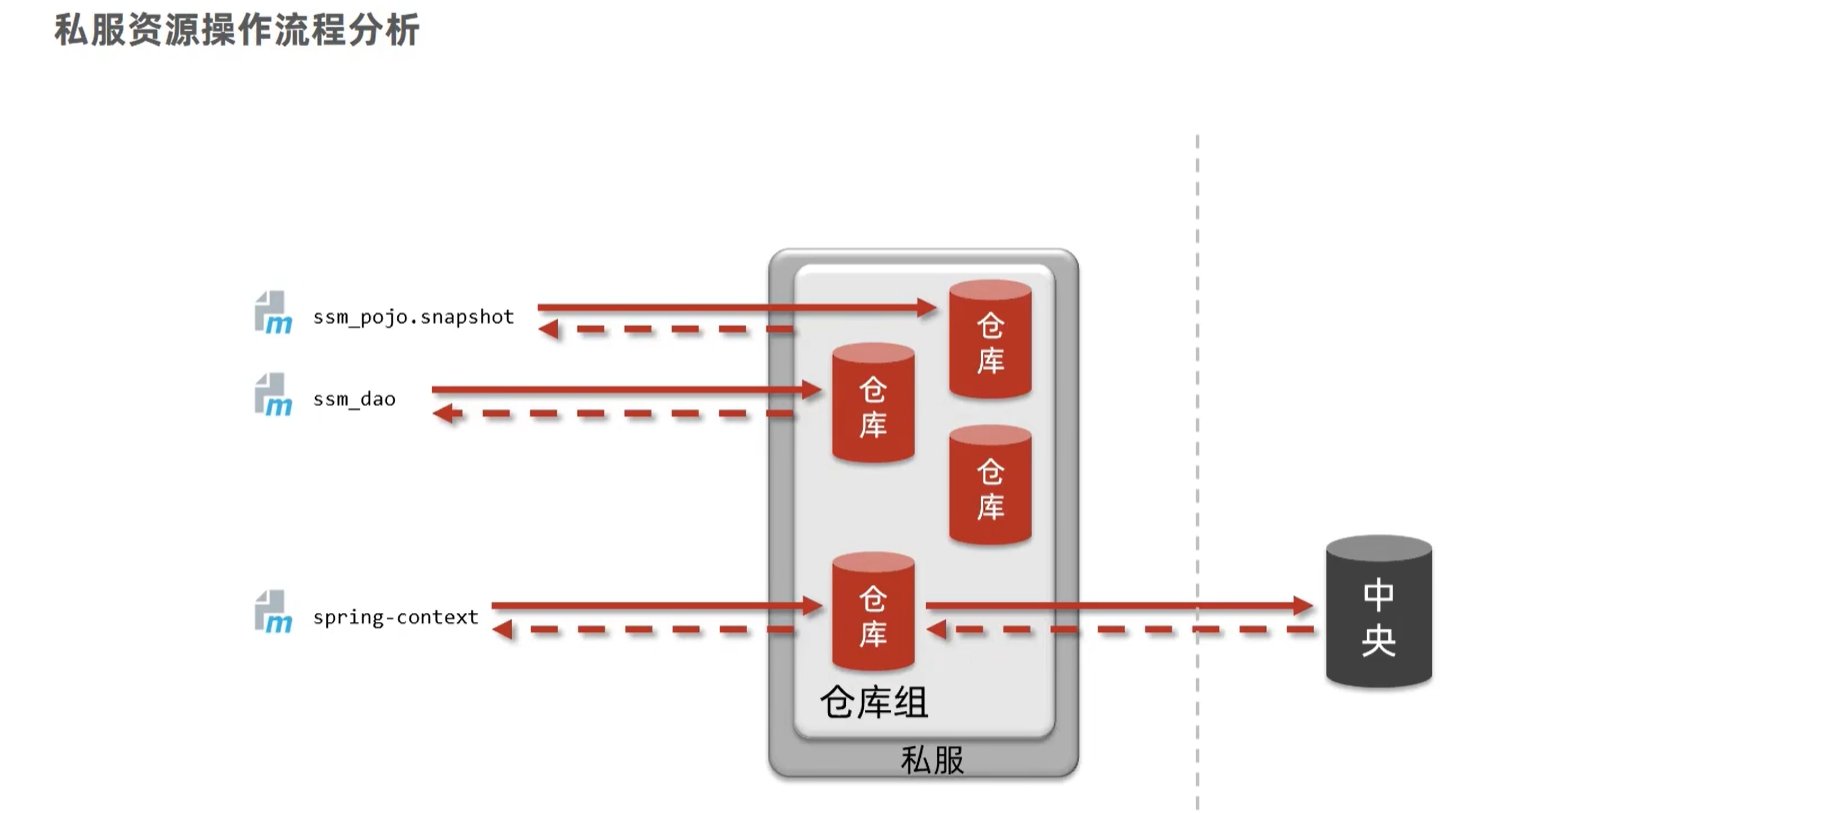 私服资源操作流程分析
m ssm_pojo.snapshot
仓库
m ssm_dao
仓库
仓库
m spring-context
仓库
中央
仓库组
私服